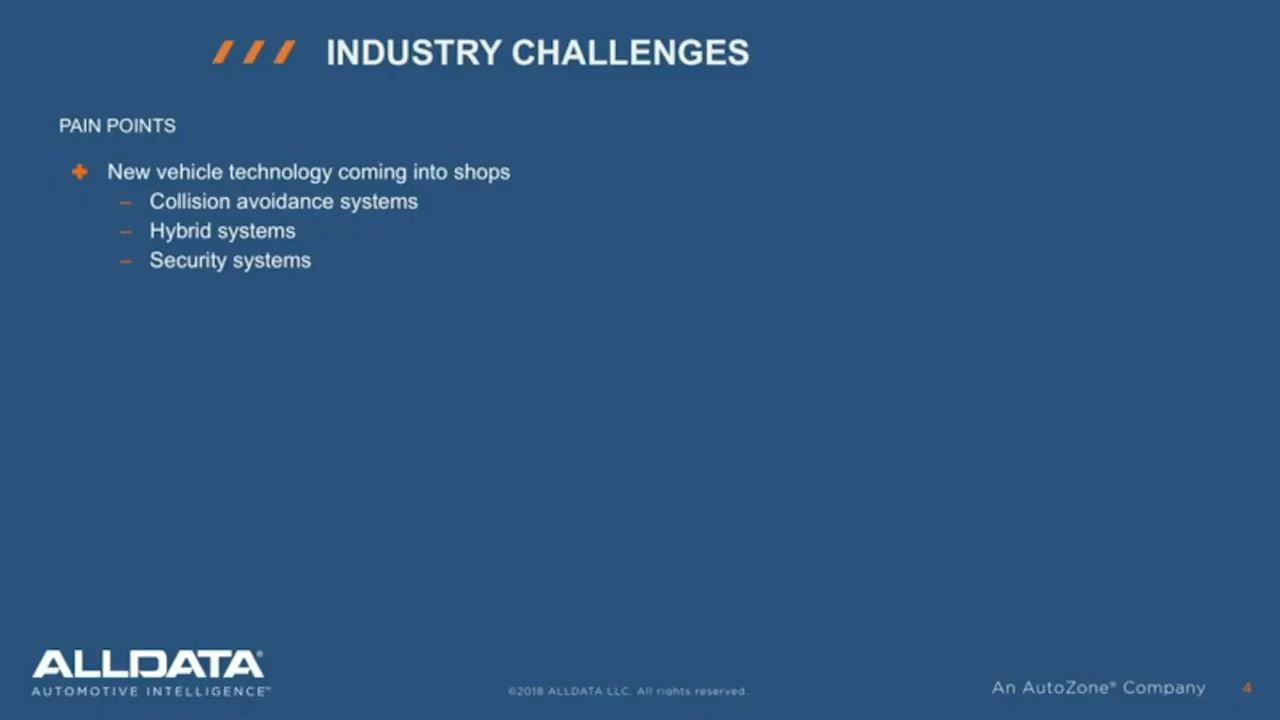 INDUSTRY CHALLENGES
PAIN POINTS
New vehicle technology coming into shops
– Collision avoidance systems
– Hybrid systems
– Security systems
ALLDATA®
AUTOMOTIVE INTELLIGENCE™
©2018 ALLDATA LLC. All rights reserved.
An AutoZone® Company
4